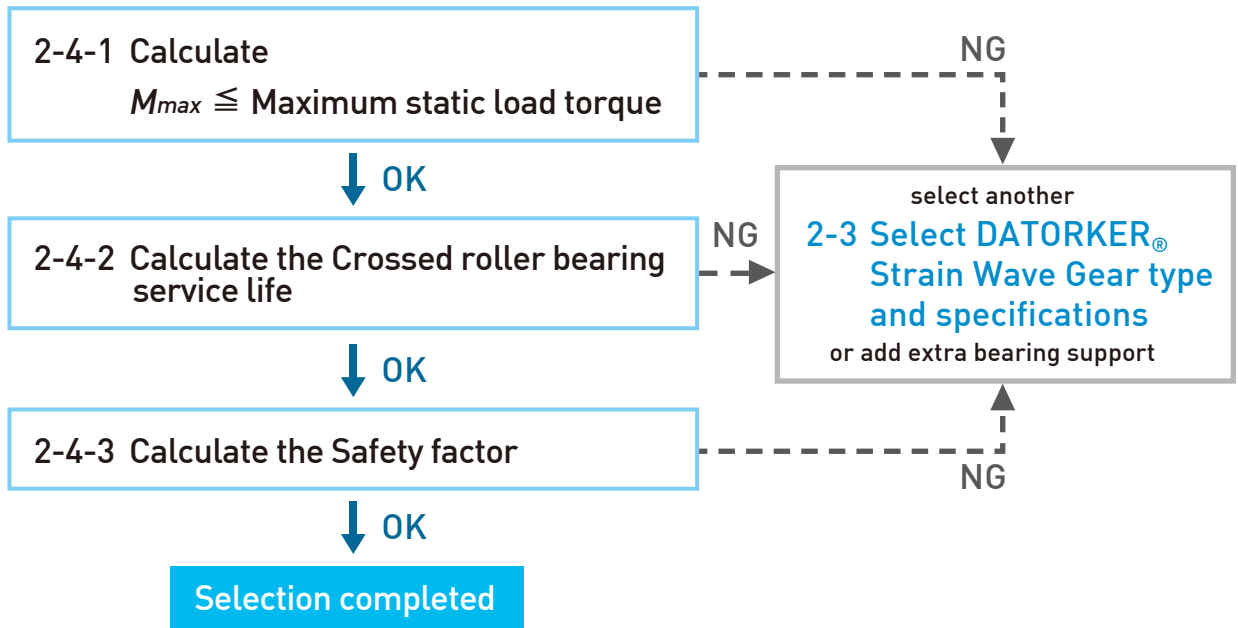 2-4-1 Calculate
Mmax ≦ Maximum static load torque
NG
OK
2-4-2 Calculate the Crossed roller bearing
service life
NG
select another
2-3 Select DATORKER®
Strain Wave Gear type
and specifications
or add extra bearing support
OK
2-4-3 Calculate the Safety factor
NG
OK
Selection completed